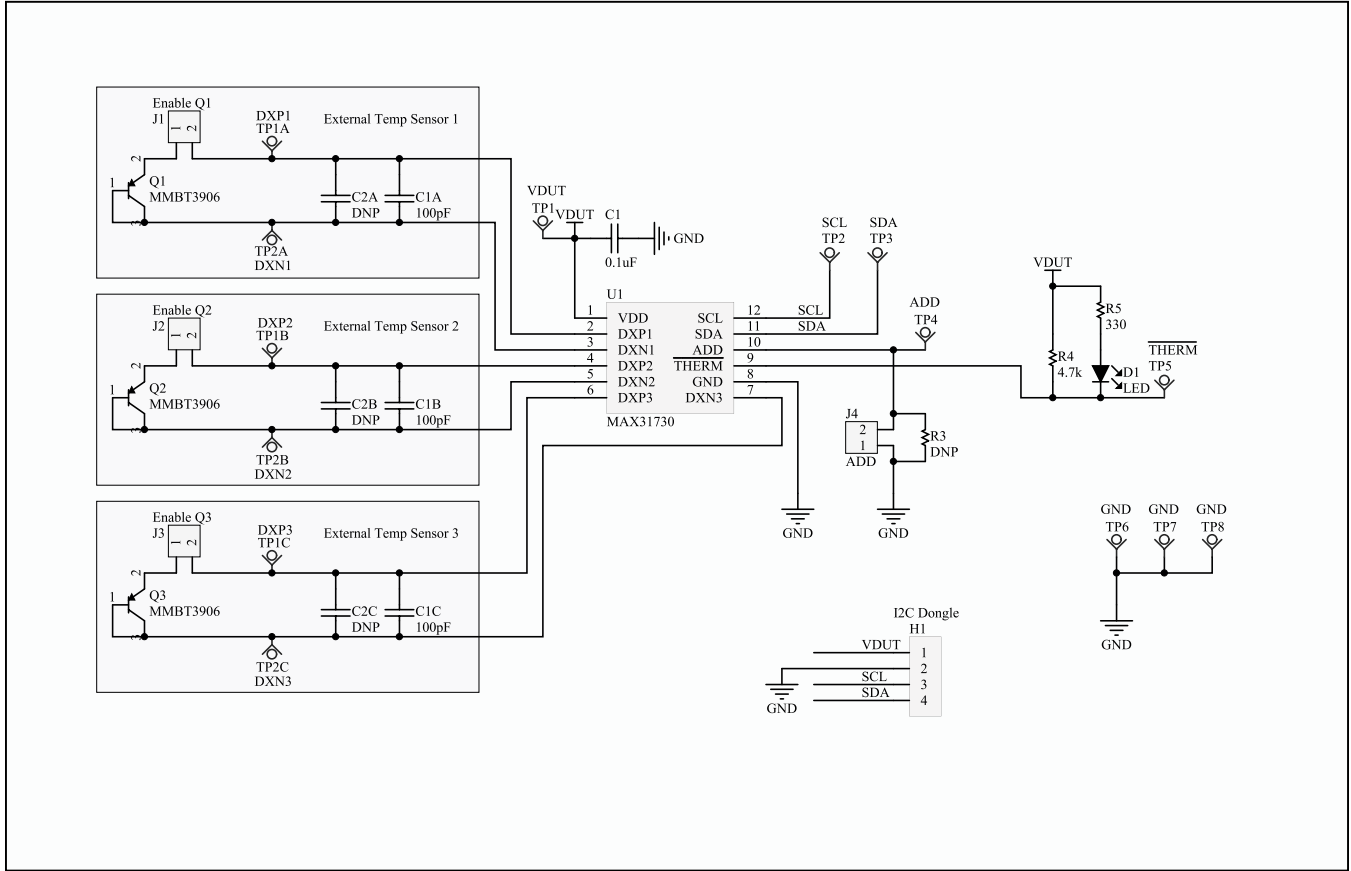 Enable Q1
J1
1
2
DXP1
TP1A
External Temp Sensor 1
2
1
Q1
MMBT3906
3
C2A
DNP
C1A
100pF
TP2A
DXN1
Enable Q2
J2
1
2
DXP2
TP1B
External Temp Sensor 2
2
1
Q2
MMBT3906
3
C2B
DNP
C1B
100pF
TP2B
DXN2
Enable Q3
J3
1
2
DXP3
TP1C
External Temp Sensor 3
2
1
Q3
MMBT3906
3
C2C
DNP
C1C
100pF
TP2C
DXN3
VDUT
TP1
VDUT
C1
0.1uF
GND
U1
1 VDD
2 DXP1
3 DXN1
4 DXP2
5 DXN2
6 DXP3
SCL 12 SCL
SDA 11 SDA
ADD 10
THERM 9
GND 8
DXN3 7
MAX31730
SCL
TP2
SDA
TP3
ADD
TP4
J4
2
1
ADD
R3
DNP
GND
GND
VDUT
R5
330
R4
4.7k
D1
LED
THERM
TP5
GND
TP6
GND
TP7
GND
TP8
GND
I2C Dongle
H1
VDUT 1
2
SCL 3
SDA 4
GND